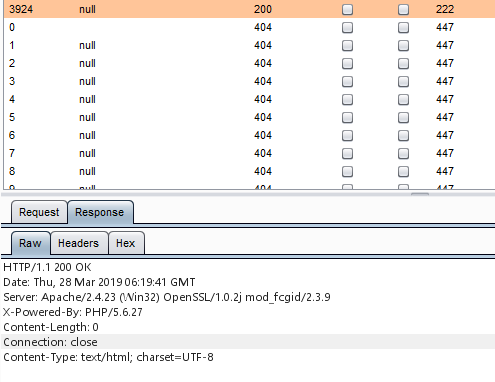 3924 null 200 222
0 404 447
1 null 404 447
2 null 404 447
3 null 404 447
4 null 404 447
5 null 404 447
6 null 404 447
7 null 404 447
8 null 404 447
9 null 404 447
Request Response
Raw Headers Hex
HTTP/1.1 200 OK
Date: Thu, 28 Mar 2019 06:19:41 GMT
Server: Apache/2.4.23 (Win32) OpenSSL/1.0.2j mod_fcgid/2.3.9
X-Powered-By: PHP/5.6.27
Content-Length: 0
Connection: close
Content-Type: text/html; charset=UTF-8